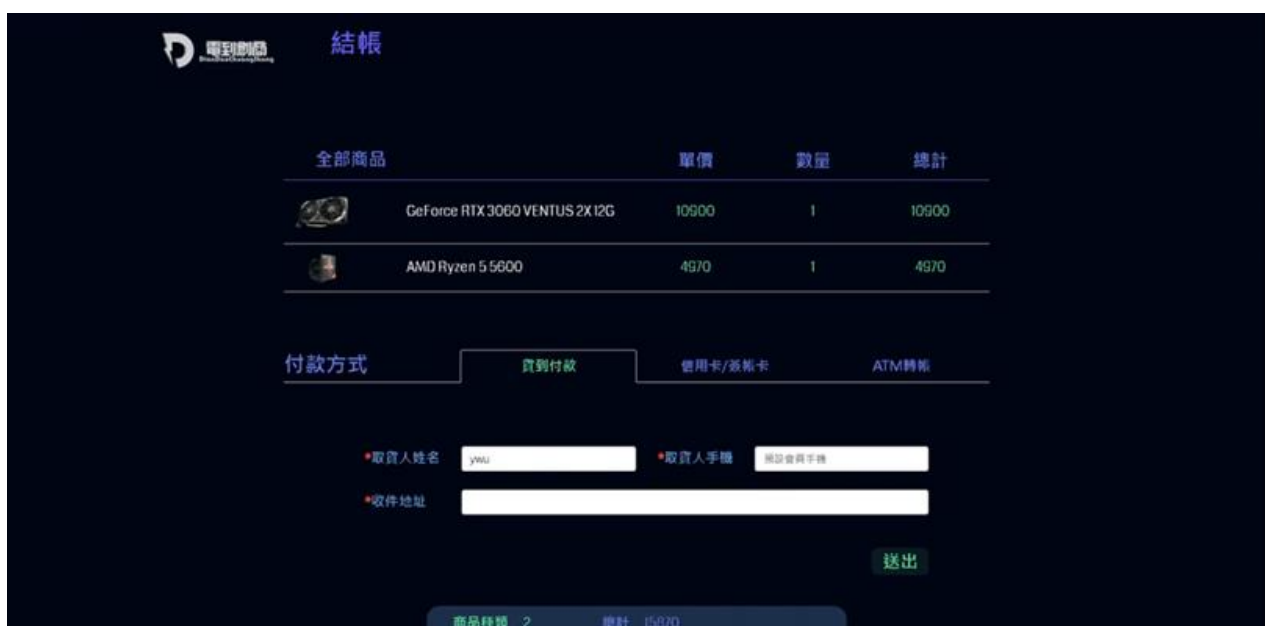 電到創商 結帳
DianDaoChuangShang
全部商品 單價 數量 總計
GeForce RTX 3060 VENTUS 2X 12G 10900 1 10900
AMD Ryzen 5 5600 4970 1 4970
付款方式 貨到付款 信用卡/簽帳卡 ATM轉帳
*取貨人姓名 ywu *取貨人手機 預設會員手機
*收件地址
送出
商品種類 2 總計 15870